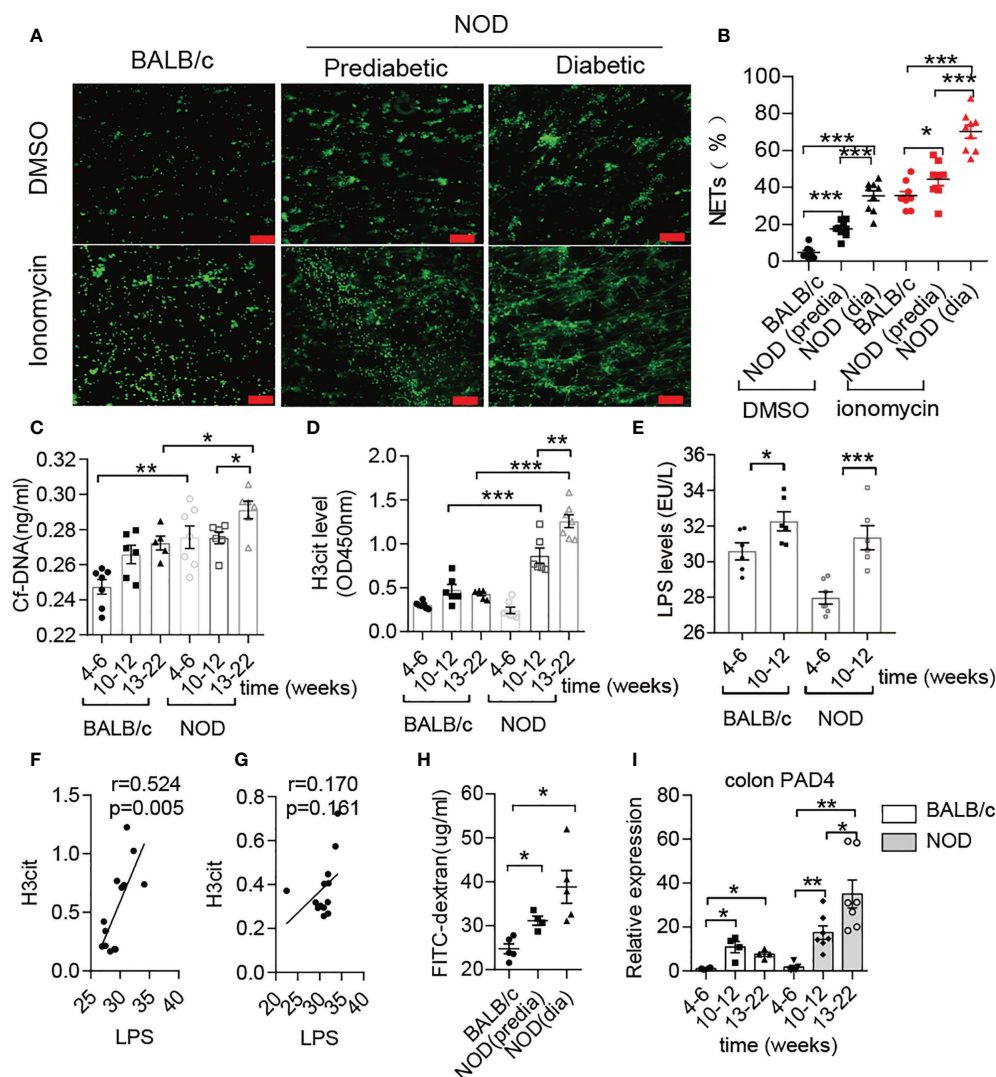 A
NOD
BALB/c
Prediabetic
Diabetic
DMSO
Ionomycin
B
NETs ( % )
100
80
60
40
20
0
***
***
***
***
***
*
BALB/c
NOD (predia)
NOD (dia)
BALB/c
NOD (predia)
NOD (dia)
DMSO
ionomycin
C
Cf-DNA(ng/ml)
0.32
0.30
0.28
0.26
0.24
0.22
*
**
*
4-6
10-12
13-22
4-6
10-12
13-22
time (weeks)
BALB/c
NOD
D
H3cit level
(OD450nm)
2.0
1.5
1.0
0.5
0.0
**
***
***
4-6
10-12
13-22
4-6
10-12
13-22
time (weeks)
BALB/c
NOD
E
LPS levels (EU/L)
34
32
30
28
26
*
***
4-6
10-12
4-6
10-12
time (weeks)
BALB/c
NOD
F
r=0.524
p=0.005
H3cit
1.5
1.0
0.5
0.0
25
30
35
40
LPS
G
r=0.170
p=0.161
H3cit
0.8
0.6
0.4
0.2
0.0
20
25
30
35
40
LPS
H
FITC-dextran(ug/ml)
60
50
40
30
20
*
*
BALB/c
NOD(predia)
NOD(dia)
I
colon PAD4
Relative expression
80
60
40
20
0
*
*
**
*
**
4-6
10-12
13-22
4-6
10-12
13-22
time (weeks)
BALB/c
NOD